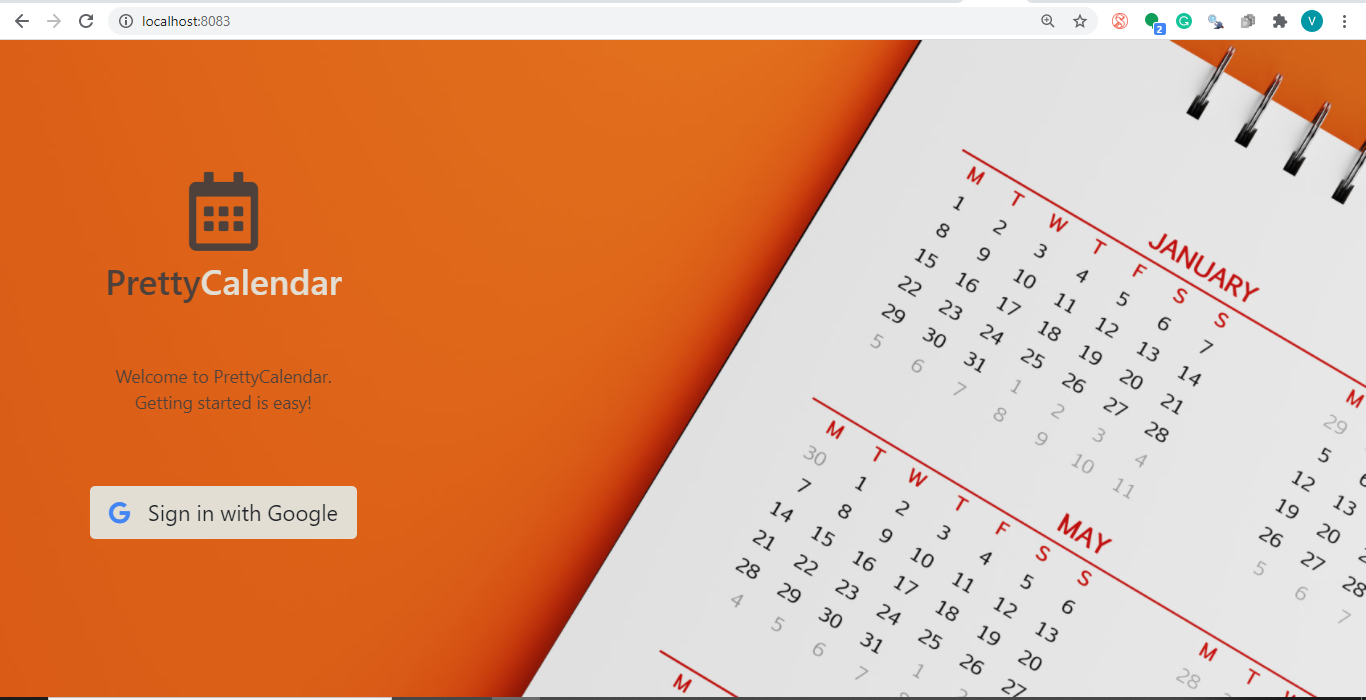 localhost:8083
2
V
PrettyCalendar
Welcome to PrettyCalendar.
Getting started is easy!
Sign in with Google
JANUARY
M T W T F S S
1 2 3 4 5 6 7
8 9 10 11 12 13 14
15 16 17 18 19 20 21
22 23 24 25 26 27 28
29 30 31 1 2 3 4
5 6 7 8 9 10 11
M
29
5
12 13
19 20
26 27 28
5 6 7
MAY
M T W T F S S
30 1 2 3 4 5 6
7 8 9 10 11 12 13
14 15 16 17 18 19 20
21 22 23 24 25 26 27
28 29 30 31 1 2
4 5 6 7
M T
28
M